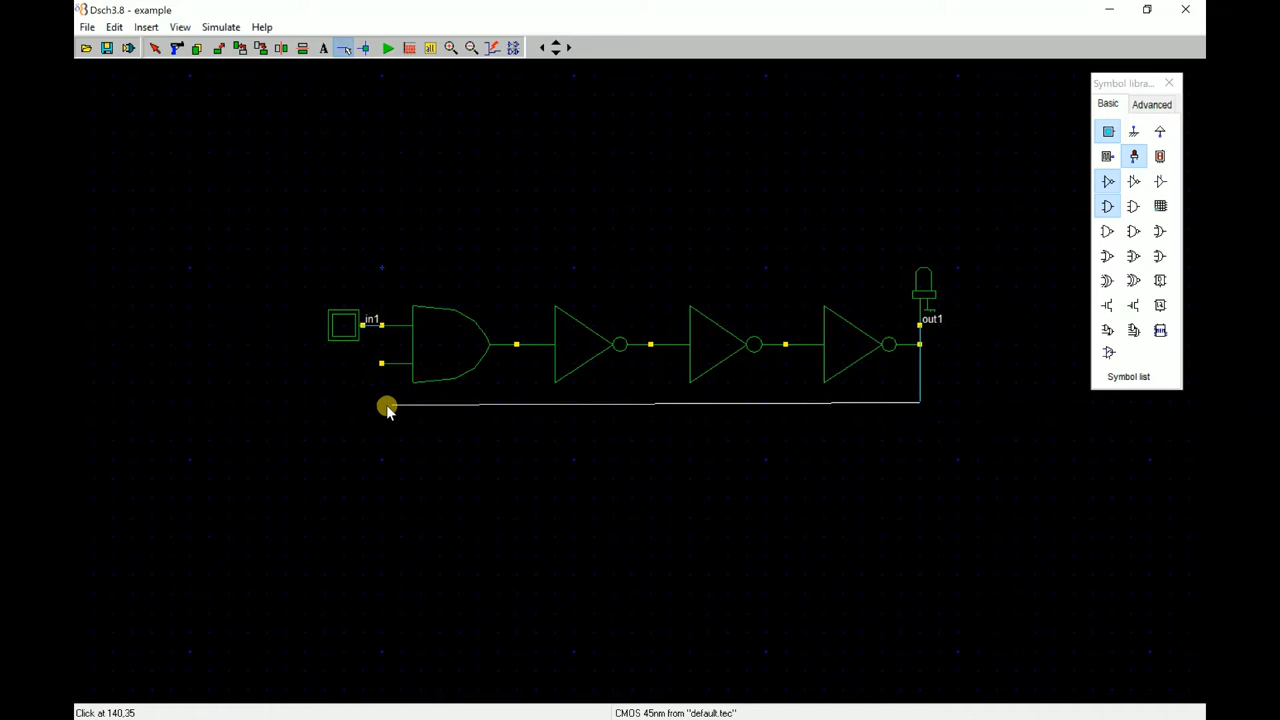 Dsch3.8 - example
File Edit Insert View Simulate Help
A
Symbol libra...
Basic Advanced
in1
out1
Symbol list
Click at 140,35
CMOS 45nm from "default.tec"